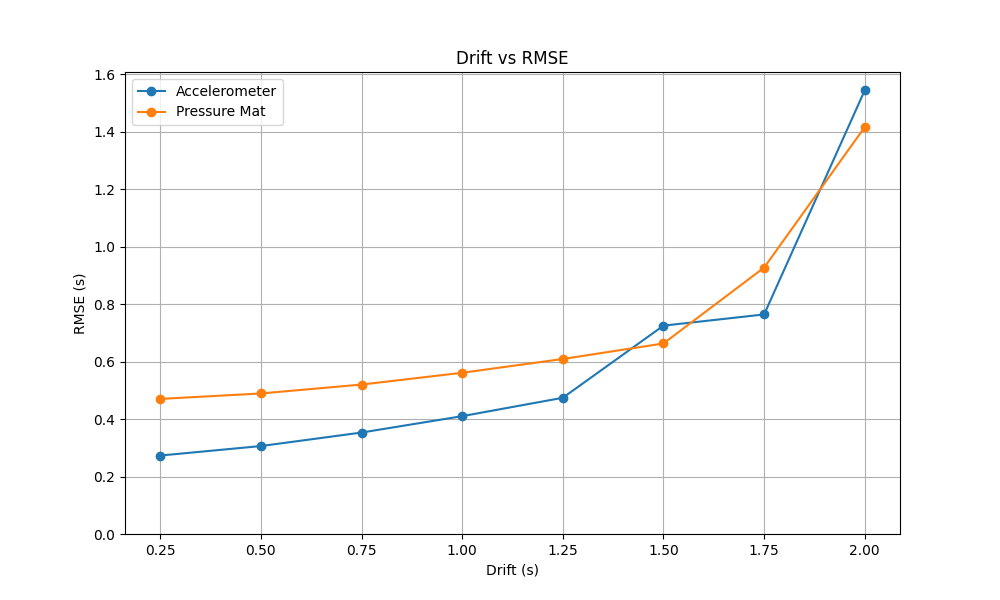 Drift vs RMSE
Accelerometer
Pressure Mat
RMSE (s)
1.6
1.4
1.2
1.0
0.8
0.6
0.4
0.2
0.0
0.25 0.50 0.75 1.00 1.25 1.50 1.75 2.00
Drift (s)